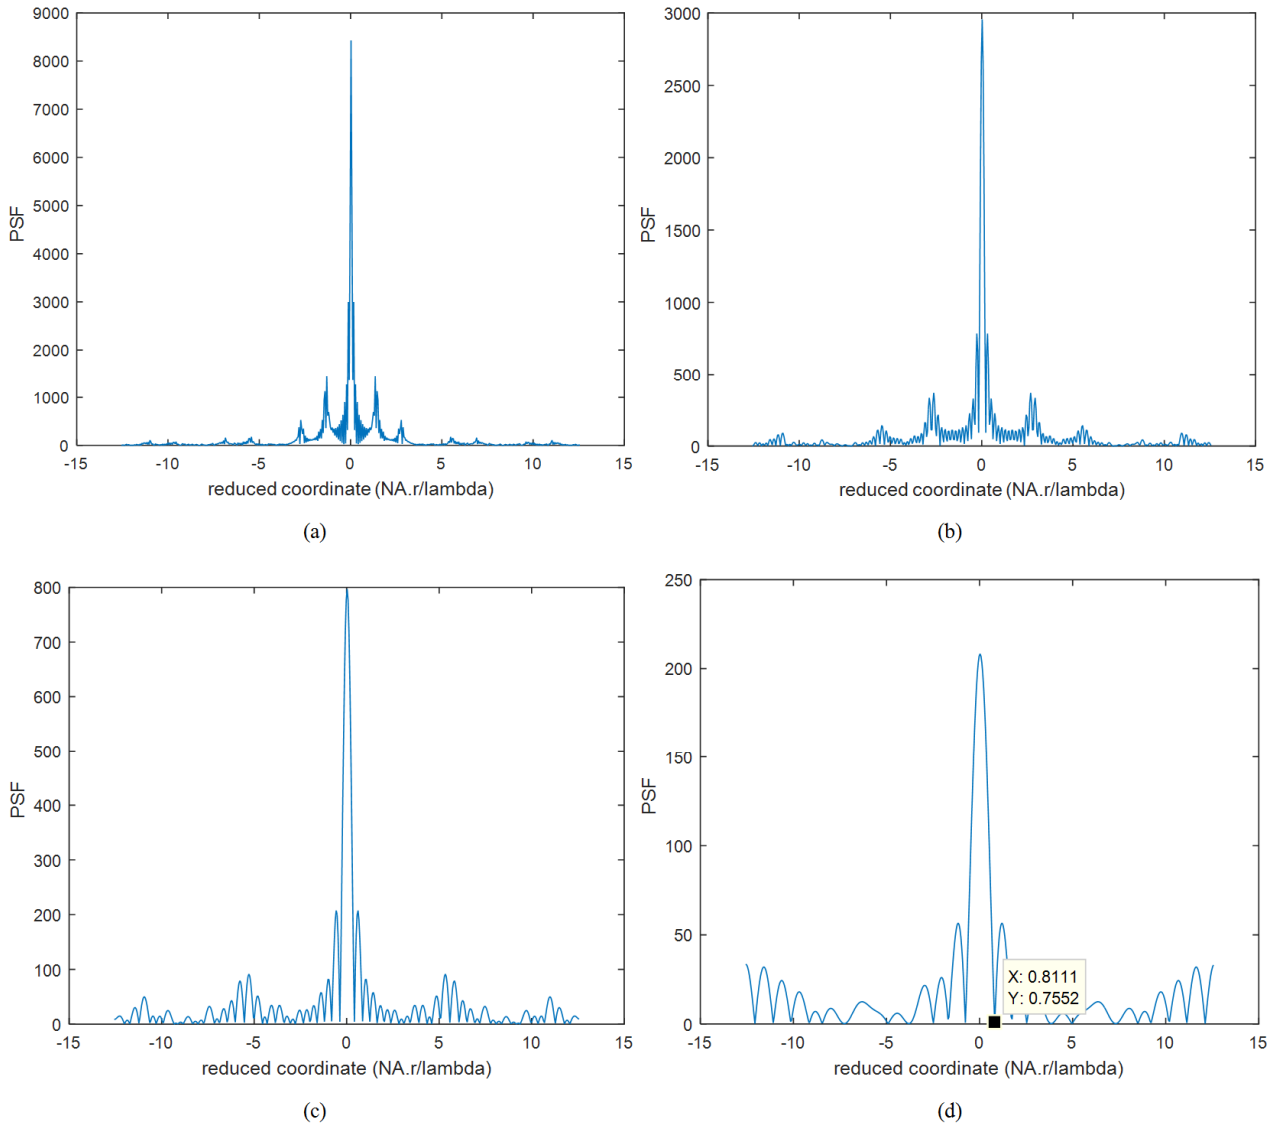 9000
8000
7000
6000
5000
4000
3000
2000
1000
0
PSF
-15 -10 -5 0 5 10 15
reduced coordinate (NA.r/lambda)
(a)
3000
2500
2000
1500
1000
500
0
PSF
-15 -10 -5 0 5 10 15
reduced coordinate (NA.r/lambda)
(b)
800
700
600
500
400
300
200
100
0
PSF
-15 -10 -5 0 5 10 15
reduced coordinate (NA.r/lambda)
(c)
250
200
150
100
50
0
PSF
X: 0.8111
Y: 0.7552
-15 -10 -5 0 5 10 15
reduced coordinate (NA.r/lambda)
(d)